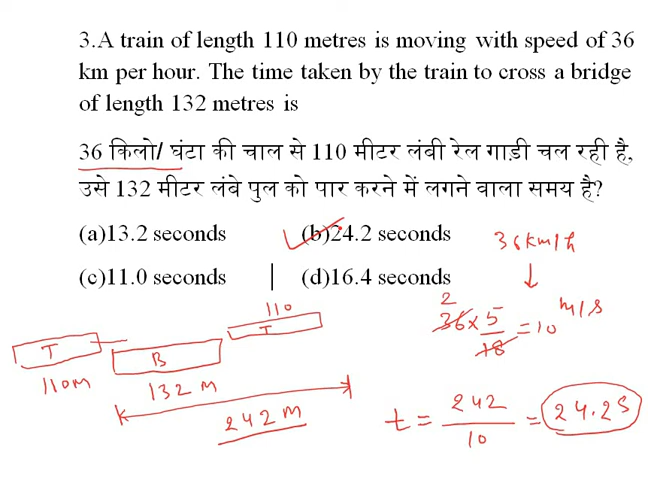 3.A train of length 110 metres is moving with speed of 36
km per hour. The time taken by the train to cross a bridge
of length 132 metres is
36 किलो/ घंटा की चाल से 110 मीटर लंबी रेल गाड़ी चल रही है,
उसे 132 मीटर लंबे पुल को पार करने में लगने वाला समय है?
(a)13.2 seconds (b)24.2 seconds
(c)11.0 seconds (d)16.4 seconds
36km/h
110
T
T
B
110M
132 M
242 M
2
36 × 5/18 = 10 M/S
t = 242/10 = 24.2S